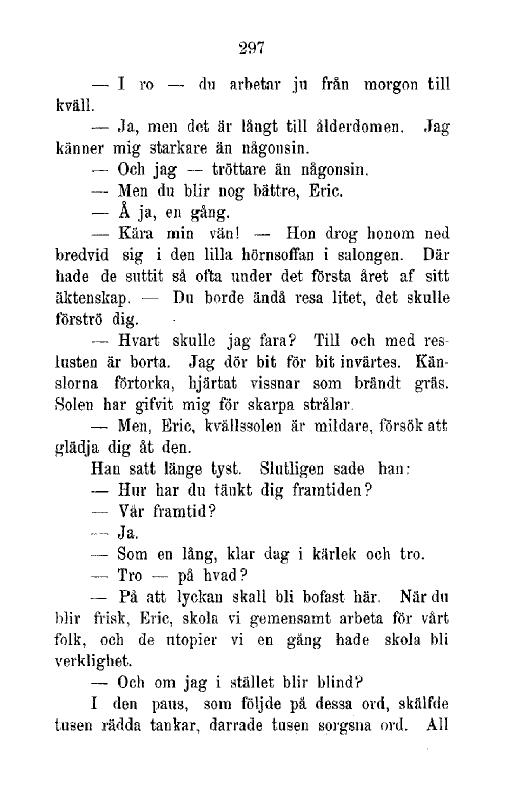 297
— I ro — du arbetar ju från morgon till
kväll.
— Ja, men det är långt till ålderdomen. Jag
känner mig starkare än någonsin.
— Och jag — tröttare än någonsin.
— Men du blir nog bättre, Eric.
— Å ja, en gång.
— Kära min vän! — Hon drog honom ned
bredvid sig i den lilla hörnsoffan i salongen. Där
hade de suttit så ofta under det första året af sitt
äktenskap. — Du borde ändå resa litet, det skulle
förströ dig.
— Hvart skulle jag fara? Till och med res-
lusten är borta. Jag dör bit för bit invärtes. Kän-
slorna förtorka, hjärtat vissnar som brändt gräs.
Solen har gifvit mig för skarpa strålar.
— Men, Eric, kvällssolen är mildare, försök att
glädja dig åt den.
Han satt länge tyst. Slutligen sade han:
— Hur har du tänkt dig framtiden?
— Vår framtid?
— Ja.
— Som en lång, klar dag i kärlek och tro.
— Tro — på hvad?
— På att lyckan skall bli bofast här. När du
blir frisk, Eric, skola vi gemensamt arbeta för vårt
folk, och de utopier vi en gång hade skola bli
verklighet.
— Och om jag i stället blir blind?
I den paus, som följde på dessa ord, skälfde
tusen rädda tankar, darrade tusen sorgsna ord. All